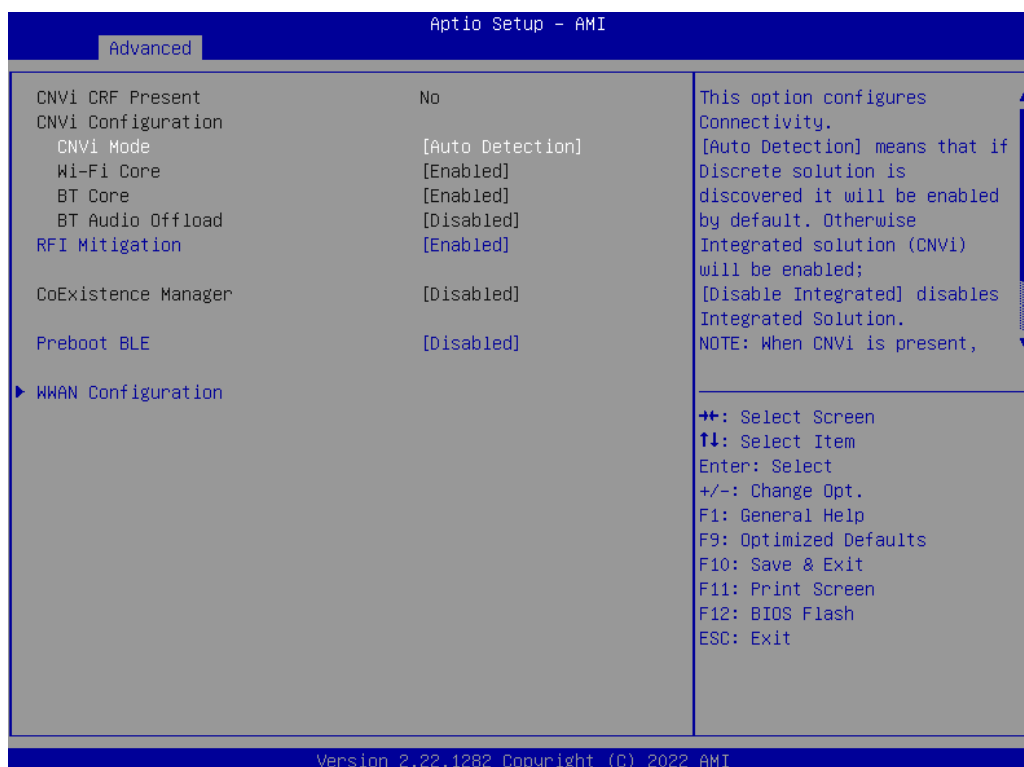 Aptio Setup – AMI
Advanced
CNVi CRF Present No
CNVi Configuration
CNVi Mode [Auto Detection]
Wi-Fi Core [Enabled]
BT Core [Enabled]
BT Audio Offload [Disabled]
RFI Mitigation [Enabled]
CoExistence Manager [Disabled]
Preboot BLE [Disabled]
► WWAN Configuration
This option configures
Connectivity.
[Auto Detection] means that if
Discrete solution is
discovered it will be enabled
by default. Otherwise
Integrated solution (CNVi)
will be enabled;
[Disable Integrated] disables
Integrated Solution.
NOTE: When CNVi is present,
→←: Select Screen
↑↓: Select Item
Enter: Select
+/-: Change Opt.
F1: General Help
F9: Optimized Defaults
F10: Save & Exit
F11: Print Screen
F12: BIOS Flash
ESC: Exit
Version 2.22.1282 Copyright (C) 2022 AMI